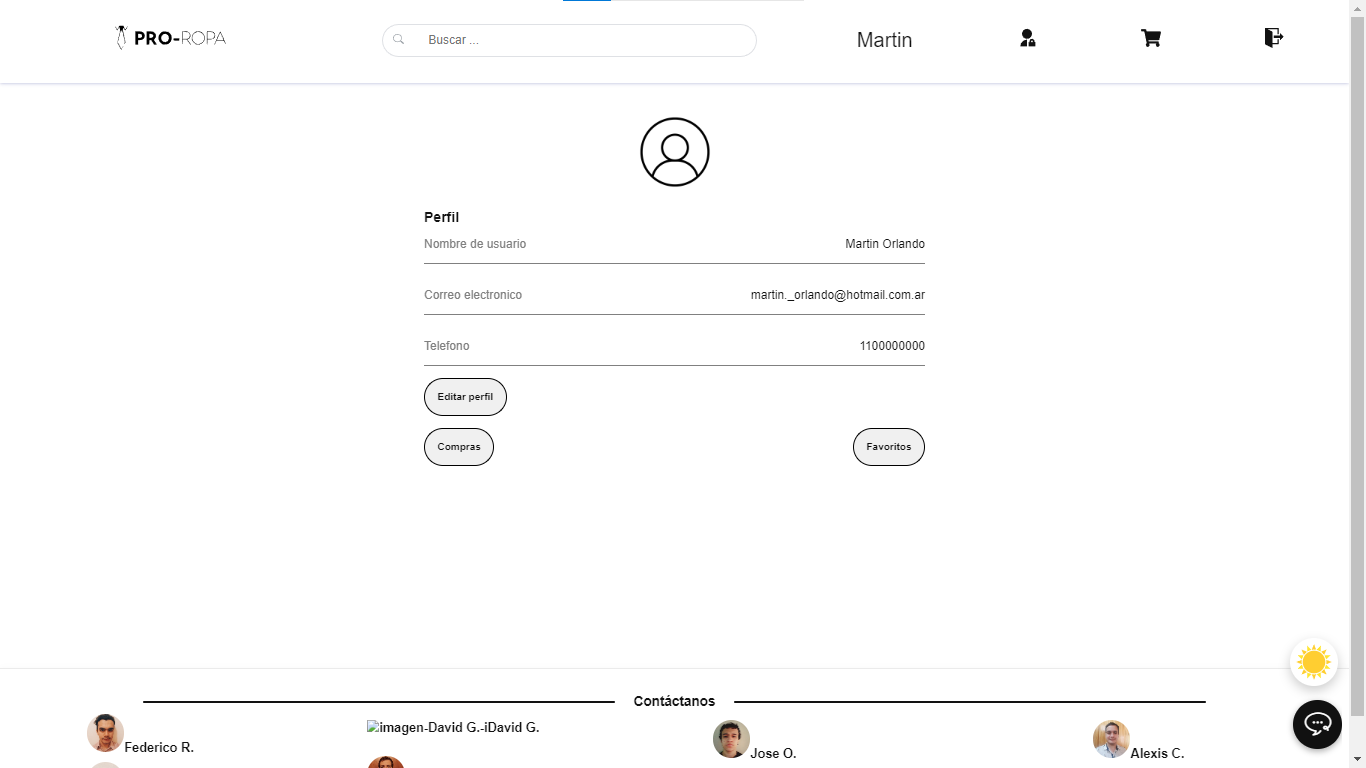 PRO-ROPA
Buscar ...
Martin
Perfil
Nombre de usuario
Martin Orlando
Correo electronico
martin._orlando@hotmail.com.ar
Telefono
1100000000
Editar perfil
Compras
Favoritos
Contáctanos
Federico R.
imagen-David G.-iDavid G.
Jose O.
Alexis C.